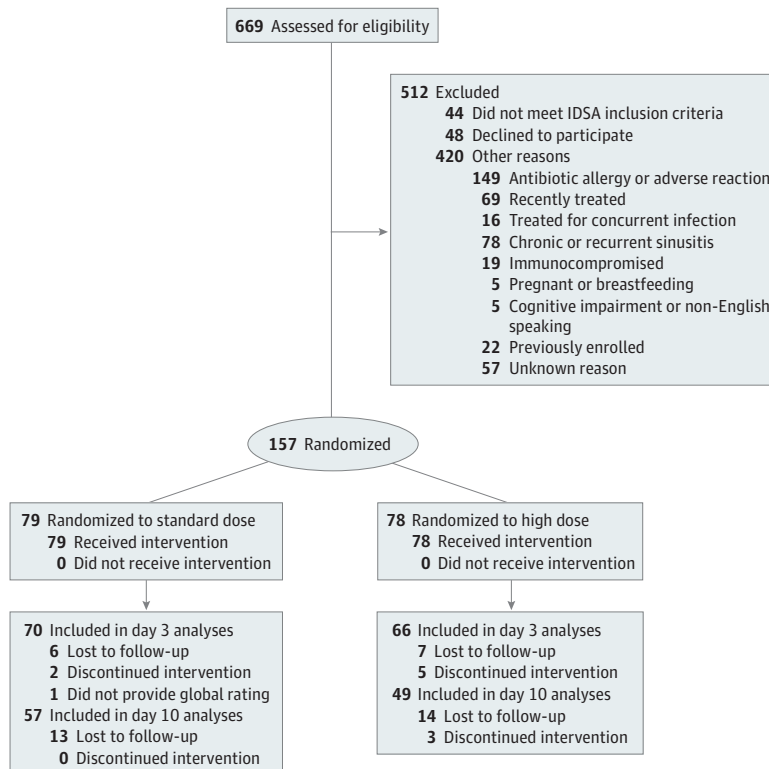 669 Assessed for eligibility
512 Excluded
44 Did not meet IDSA inclusion criteria
48 Declined to participate
420 Other reasons
149 Antibiotic allergy or adverse reaction
69 Recently treated
16 Treated for concurrent infection
78 Chronic or recurrent sinusitis
19 Immunocompromised
5 Pregnant or breastfeeding
5 Cognitive impairment or non-English
speaking
22 Previously enrolled
57 Unknown reason
157 Randomized
79 Randomized to standard dose
79 Received intervention
0 Did not receive intervention
78 Randomized to high dose
78 Received intervention
0 Did not receive intervention
70 Included in day 3 analyses
6 Lost to follow-up
2 Discontinued intervention
1 Did not provide global rating
57 Included in day 10 analyses
13 Lost to follow-up
0 Discontinued intervention
66 Included in day 3 analyses
7 Lost to follow-up
5 Discontinued intervention
49 Included in day 10 analyses
14 Lost to follow-up
3 Discontinued intervention